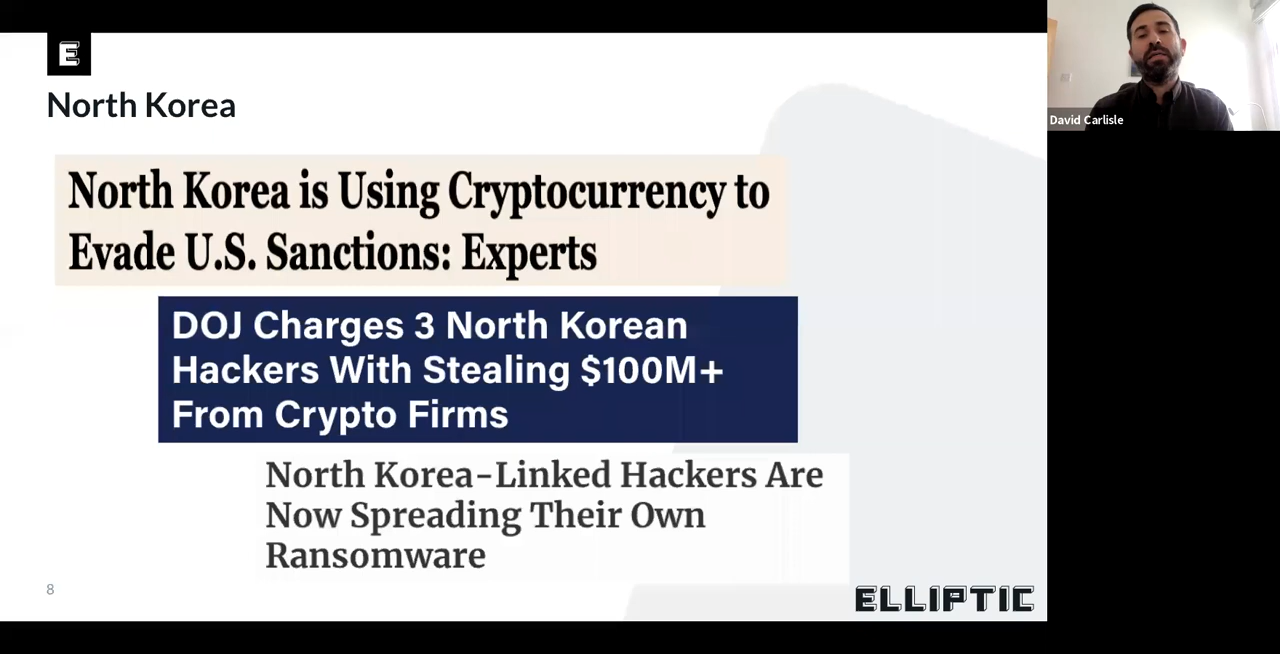 E
North Korea
North Korea is Using Cryptocurrency to
Evade U.S. Sanctions: Experts
DOJ Charges 3 North Korean
Hackers With Stealing $100M+
From Crypto Firms
North Korea-Linked Hackers Are
Now Spreading Their Own
Ransomware
8
ELLIPTIC
David Carlisle